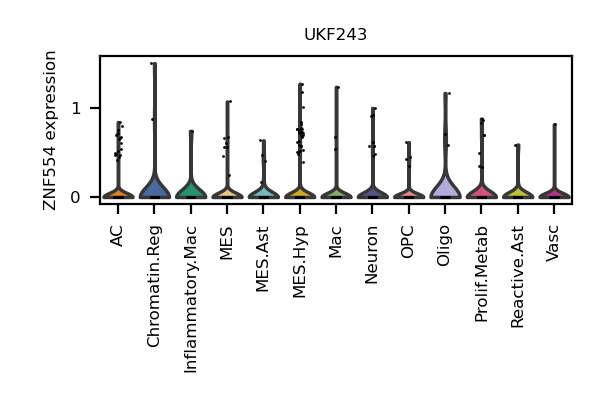 UKF243
ZNF554 expression
1
0
AC
Chromatin.Reg
Inflammatory.Mac
MES
MES.Ast
MES.Hyp
Mac
Neuron
OPC
Oligo
Prolif.Metab
Reactive.Ast
Vasc